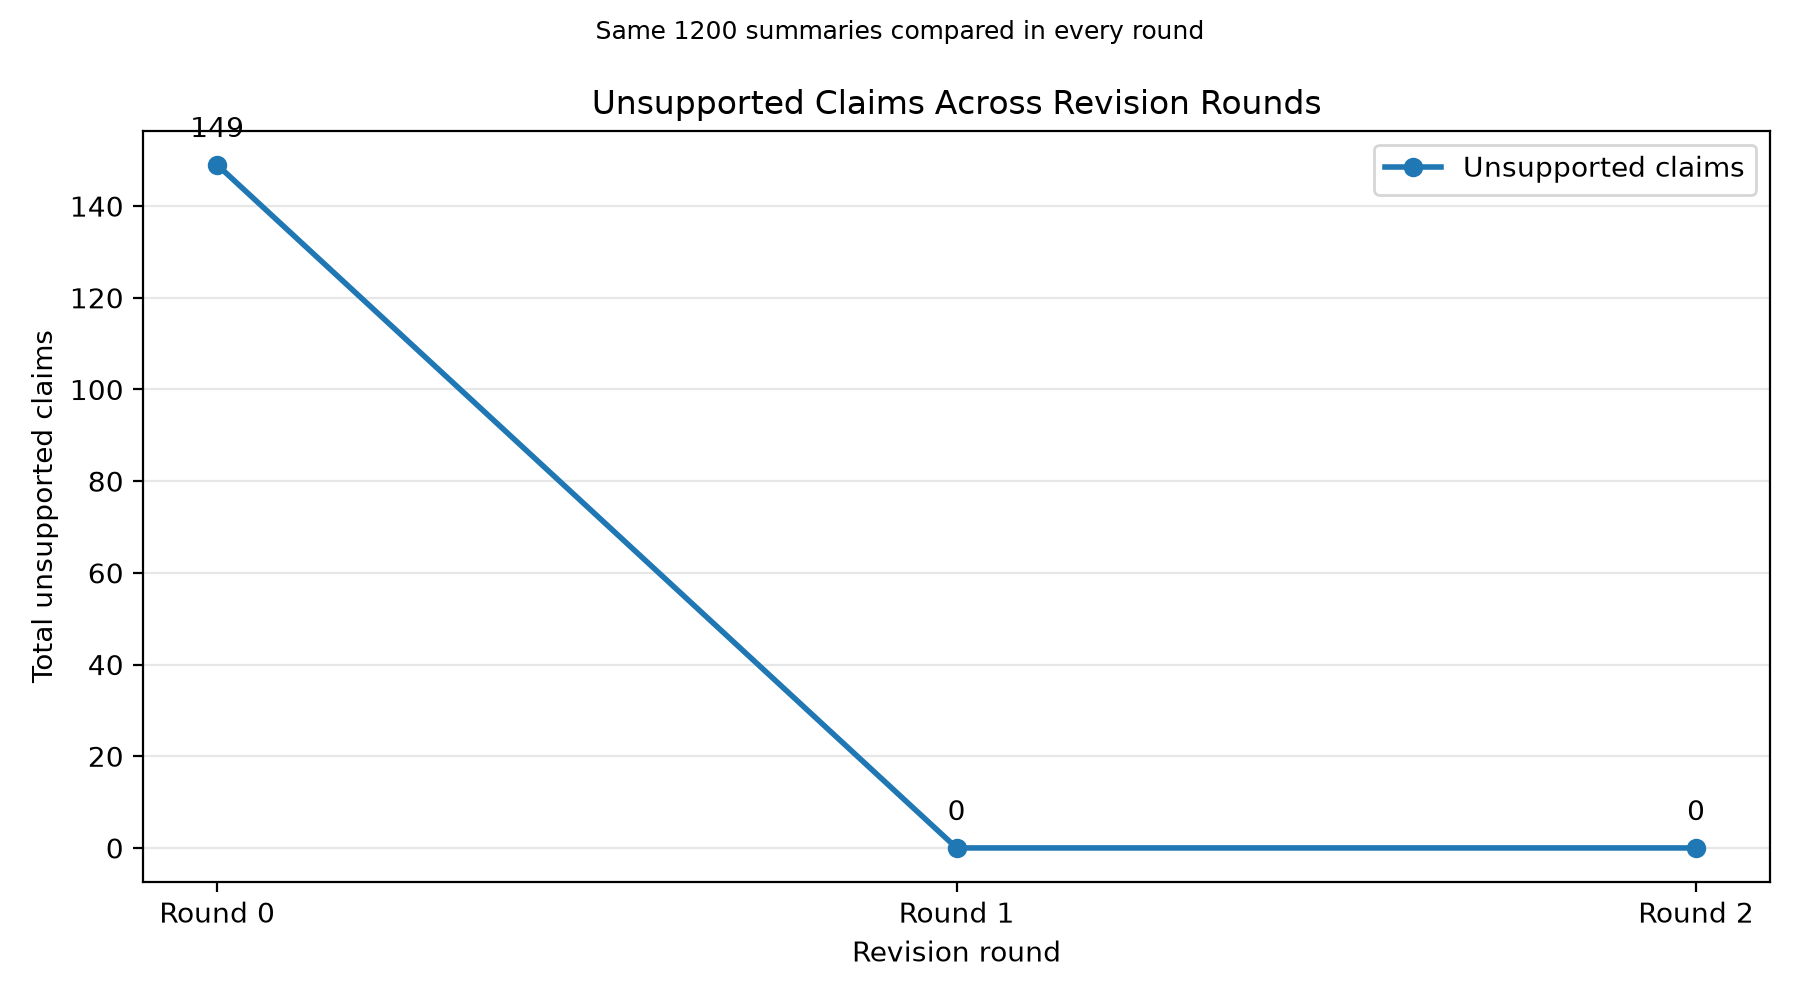 Same 1200 summaries compared in every round
Unsupported Claims Across Revision Rounds
149
Unsupported claims
140
120
100
80
60
40
20
0
0
0
Total unsupported claims
Round 0
Round 1
Round 2
Revision round